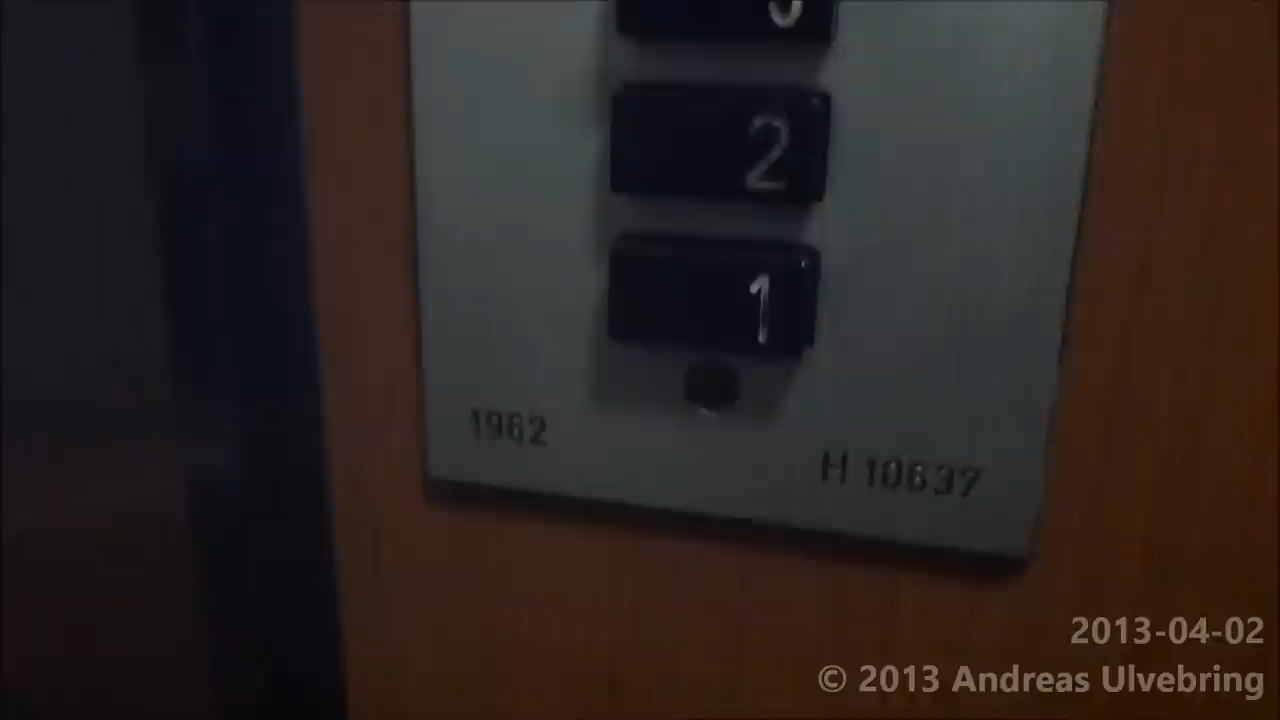 2
1
1962
H 10637
2013-04-02
© 2013 Andreas Ulvebring